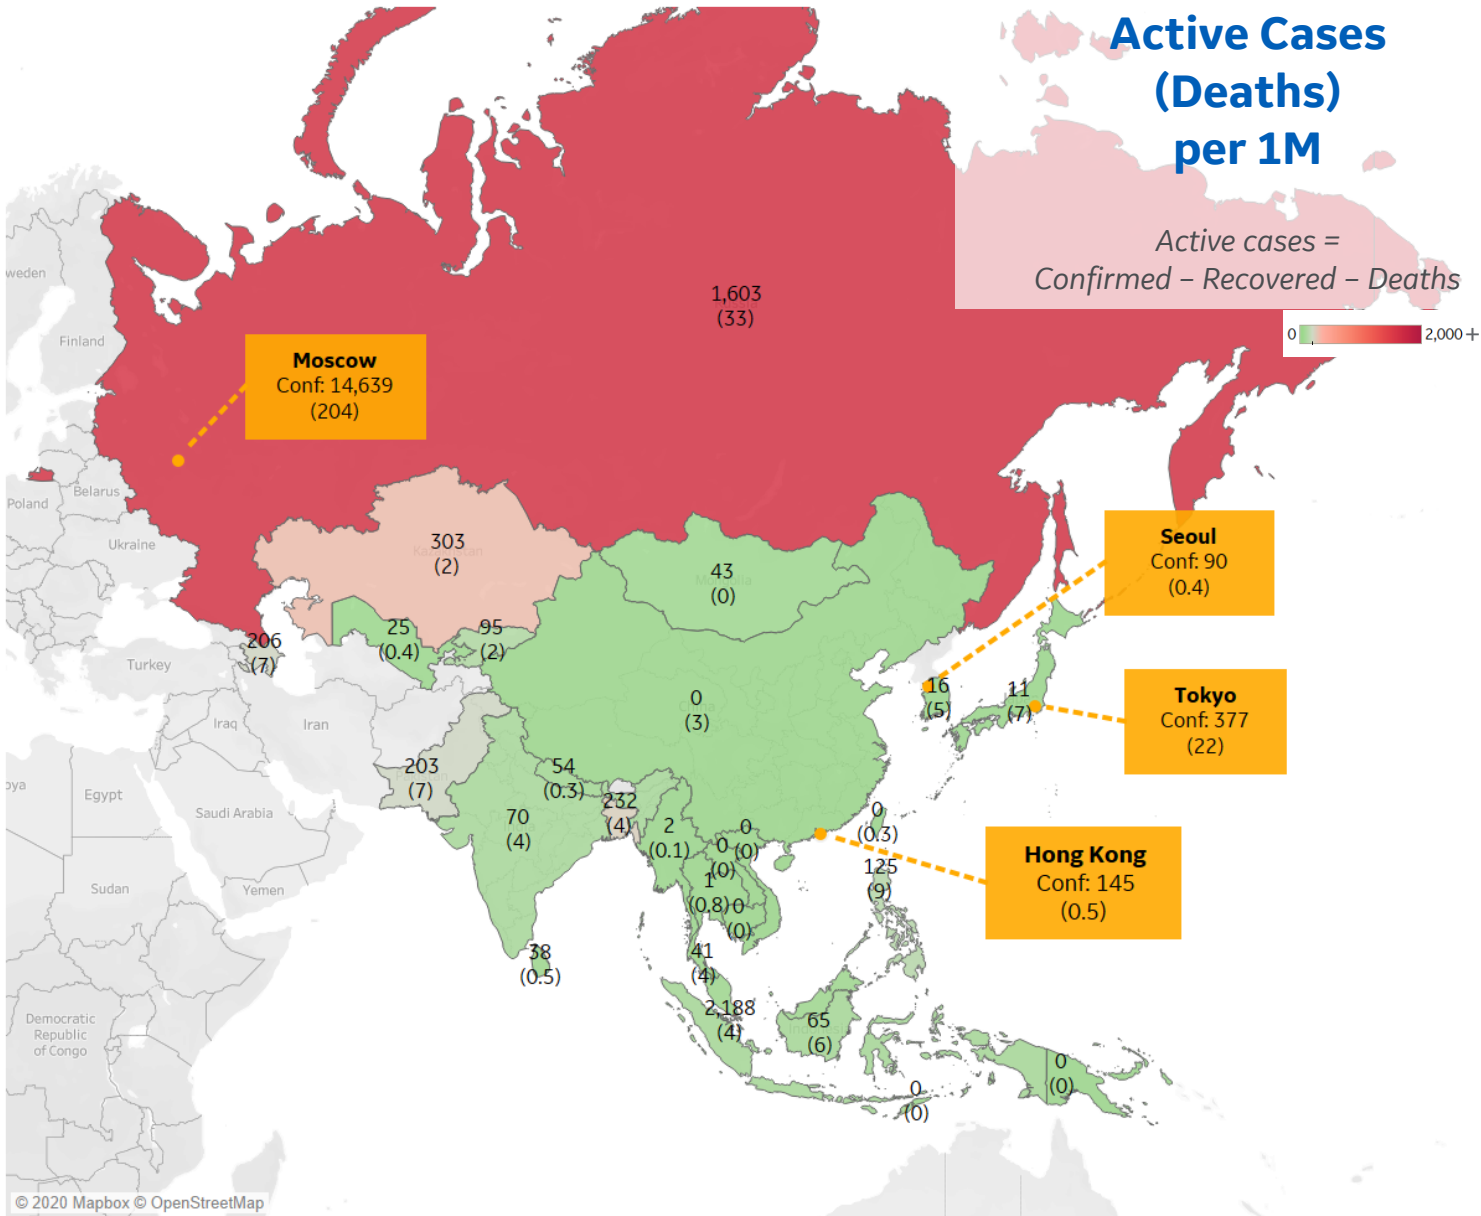 Active Cases
(Deaths)
per 1M
Active cases =
Confirmed – Recovered – Deaths
0
2,000 +
1,603
(33)
Moscow
Conf: 14,639
(204)
weden
Finland
Poland
Belarus
Ukraine
Turkey
Iraq
Iran
oya
Egypt
Saudi Arabia
Sudan
Yemen
Democratic
Republic
of Congo
303
(2)
43
(0)
Seoul
Conf: 90
(0.4)
206
(7)
25
(0.4)
95
(2)
16
(5)
11
(7)
Tokyo
Conf: 377
(22)
0
(3)
203
(7)
54
(0.3)
232
(4)
70
(4)
2
(0.1)
0
(0)
0
(0)
1
(0.8)
0
(0)
0
(0.3)
125
(9)
Hong Kong
Conf: 145
(0.5)
38
(0.5)
41
(4)
2,188
(4)
65
(6)
0
(0)
0
(0)
© 2020 Mapbox © OpenStreetMap